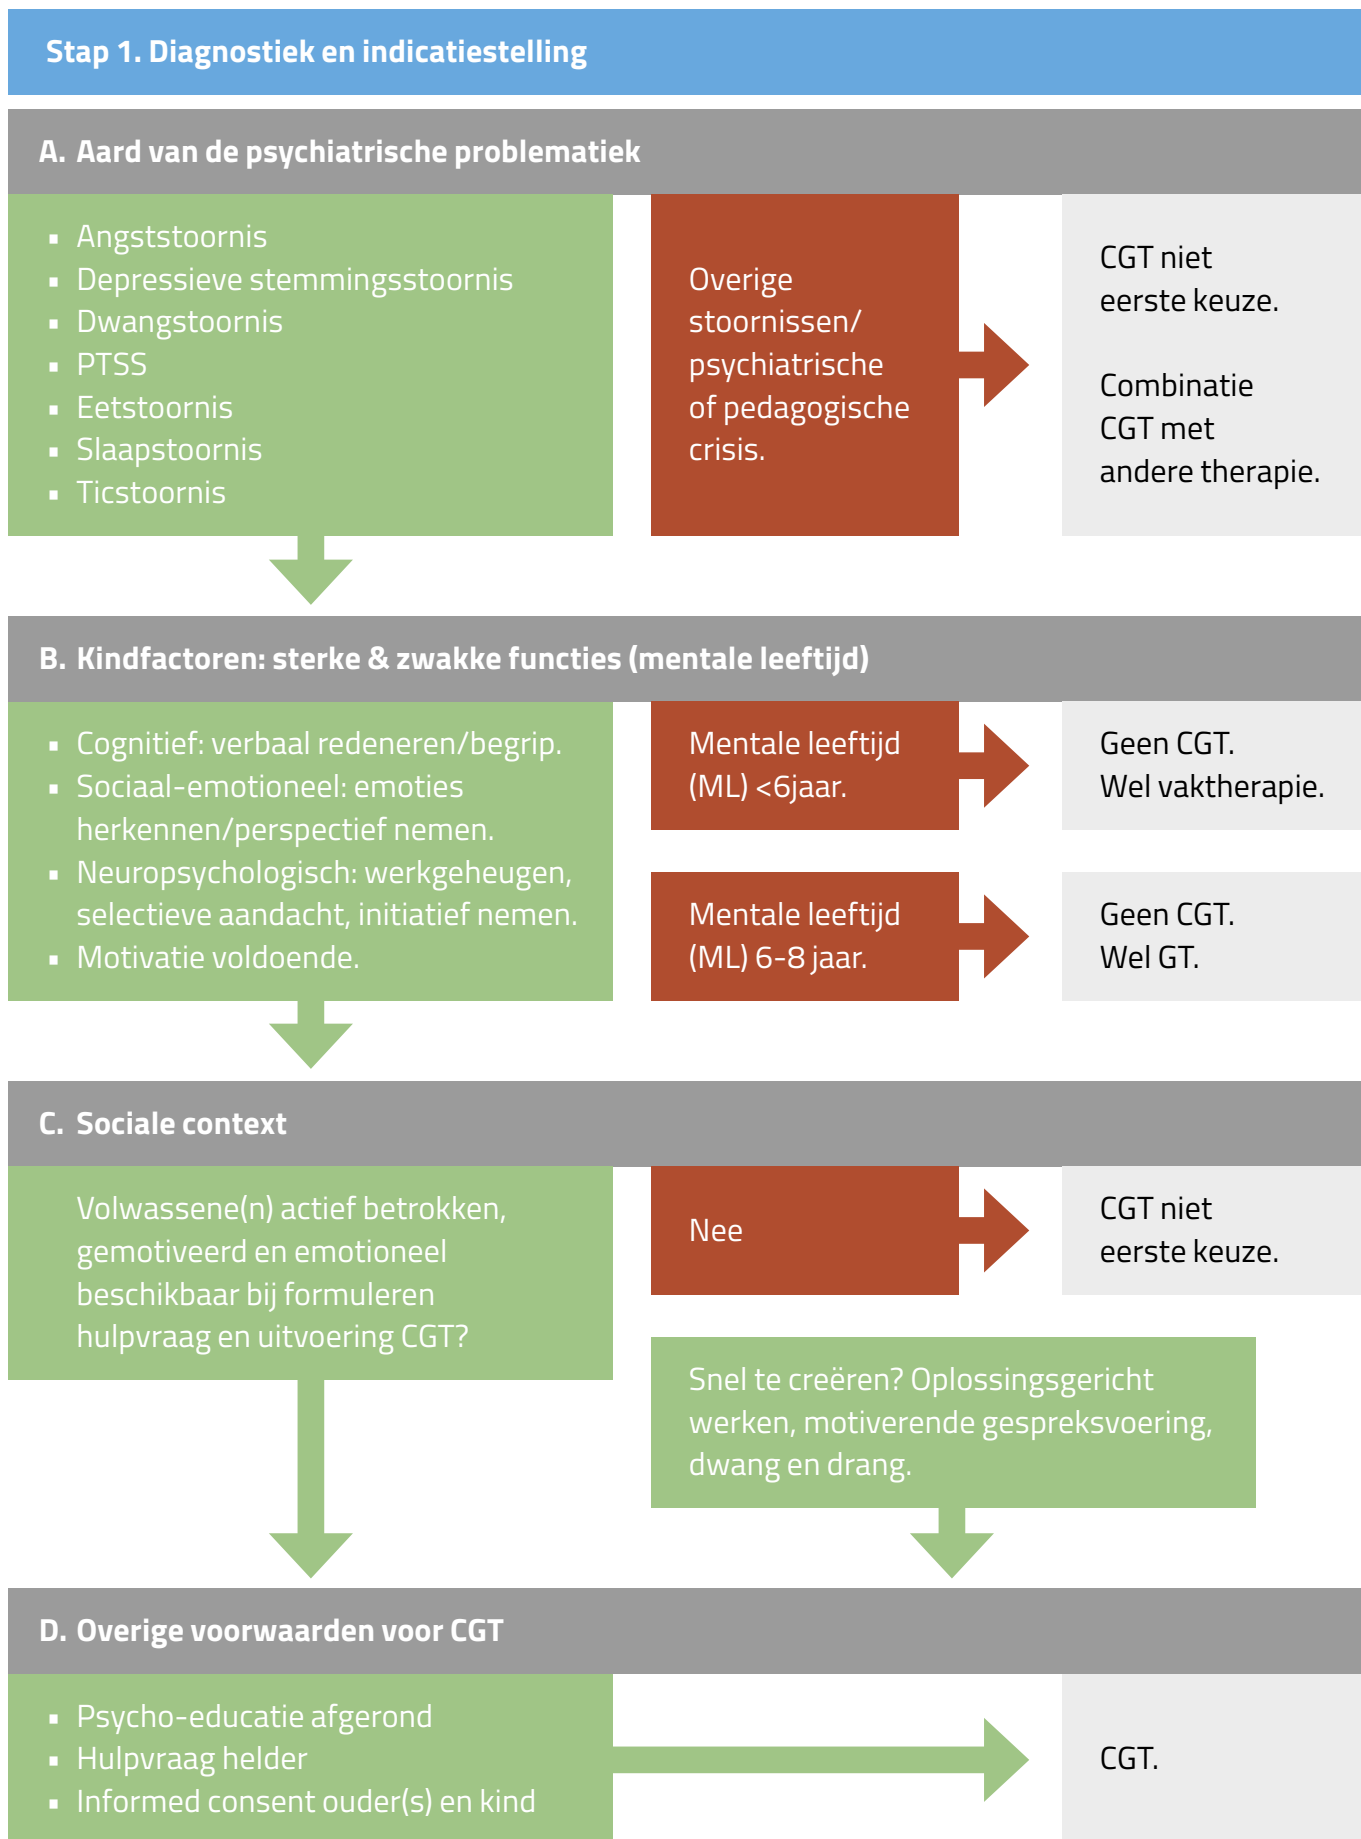 Stap 1. Diagnostiek en indicatiestelling
A. Aard van de psychiatrische problematiek
▪ Angststoornis
▪ Depressieve stemmingsstoornis
▪ Dwangstoornis
▪ PTSS
▪ Eetstoornis
▪ Slaapstoornis
▪ Ticstoornis
Overige
stoornissen/
psychiatrische
of pedagogische
crisis.
CGT niet
eerste keuze.
Combinatie
CGT met
andere therapie.
B. Kindfactoren: sterke & zwakke functies (mentale leeftijd)
▪ Cognitief: verbaal redeneren/begrip.
▪ Sociaal-emotioneel: emoties
herkennen/perspectief nemen.
▪ Neuropsychologisch: werkgeheugen,
selectieve aandacht, initiatief nemen.
▪ Motivatie voldoende.
Mentale leeftijd
(ML) <6jaar.
Geen CGT.
Wel vaktherapie.
Mentale leeftijd
(ML) 6-8 jaar.
Geen CGT.
Wel GT.
C. Sociale context
Volwassene(n) actief betrokken,
gemotiveerd en emotioneel
beschikbaar bij formuleren
hulpvraag en uitvoering CGT?
Nee
CGT niet
eerste keuze.
Snel te creëren? Oplossingsgericht
werken, motiverende gespreksvoering,
dwang en drang.
D. Overige voorwaarden voor CGT
▪ Psycho-educatie afgerond
▪ Hulpvraag helder
▪ Informed consent ouder(s) en kind
CGT.